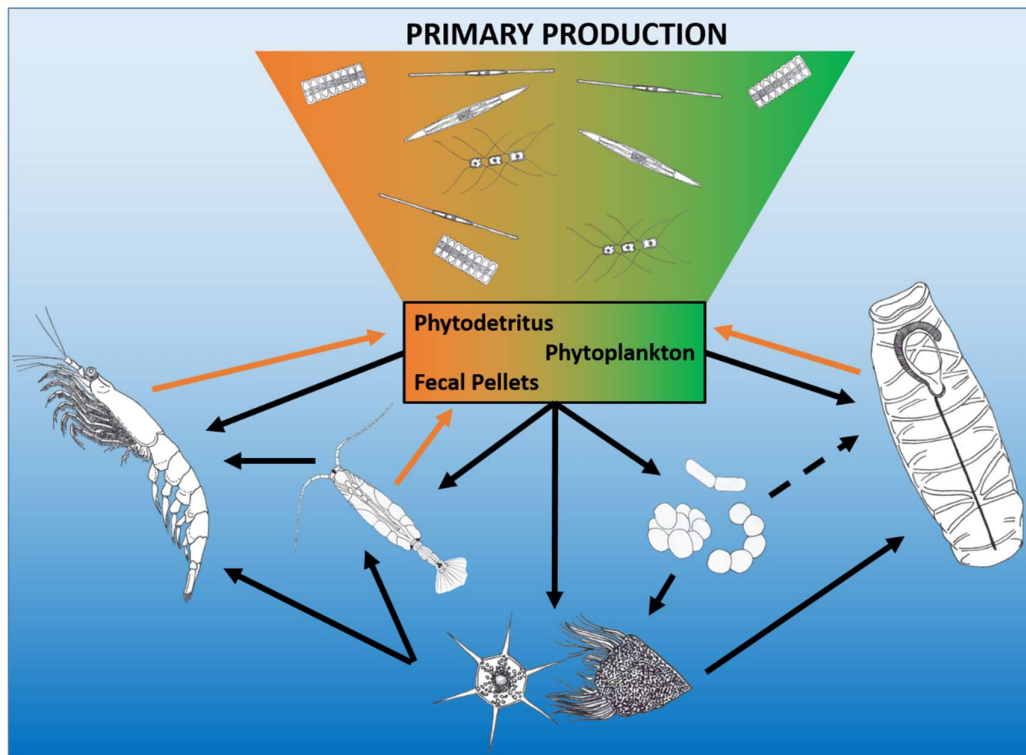 PRIMARY PRODUCTION
Phytodetritus
Phytoplankton
Fecal Pellets